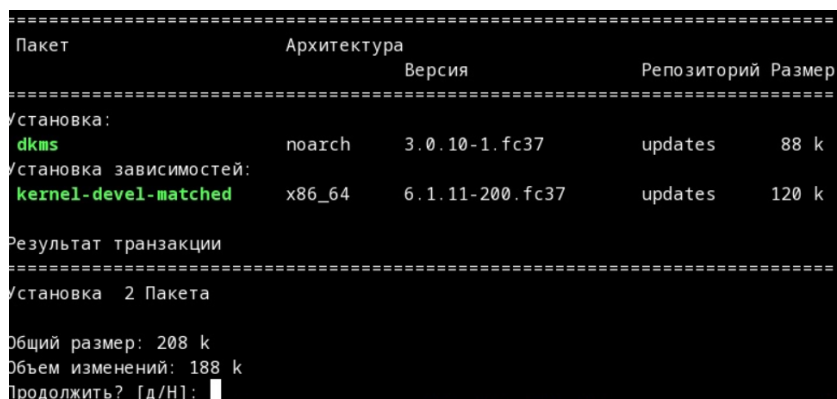 ================================================================================
Пакет Архитектура
Версия Репозиторий Размер
================================================================================
Установка:
dkms noarch 3.0.10-1.fc37 updates 88 k
Установка зависимостей:
kernel-devel-matched x86_64 6.1.11-200.fc37 updates 120 k
Результат транзакции
================================================================================
Установка 2 Пакета
Общий размер: 208 k
Объем изменений: 188 k
Продолжить? [д/Н]: